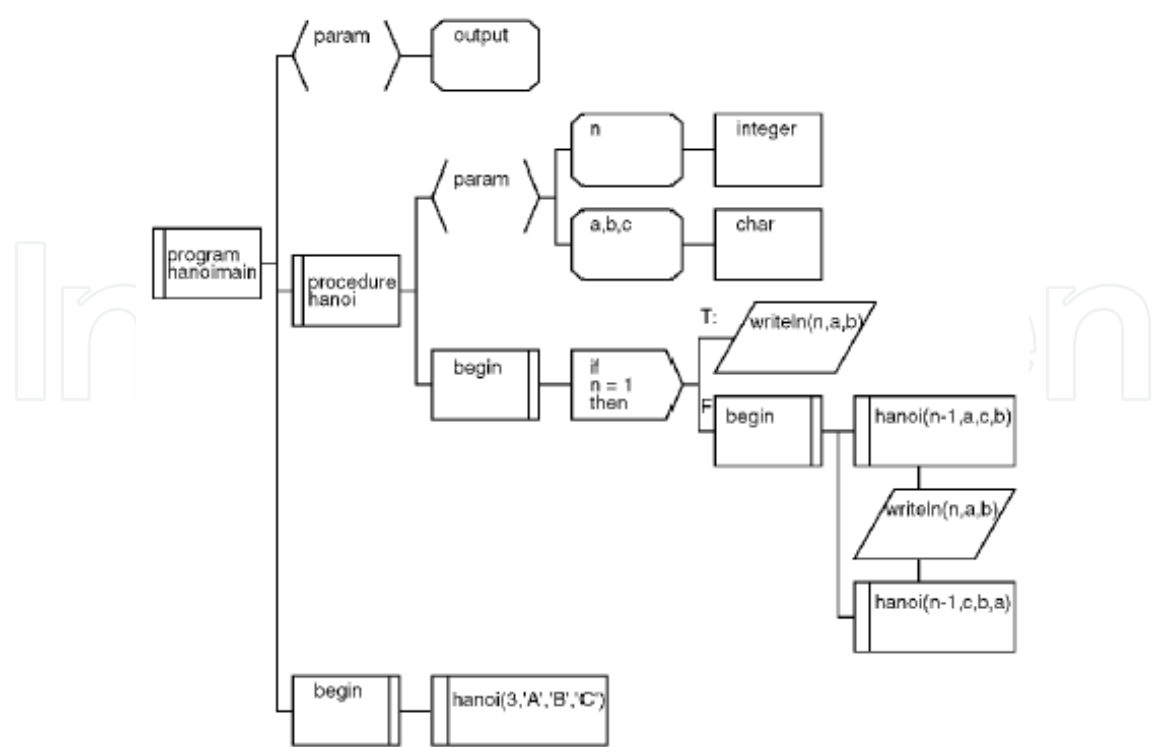 param
output
n
integer
param
a,b,c
char
program
hanoimain
procedure
hanoi
T:
writeln(n,a,b)
begin
if
n = 1
then
F
begin
hanoi(n-1,a,c,b)
writeln(n,a,b)
hanoi(n-1,c,b,a)
begin
hanoi(3,'A','B','C')